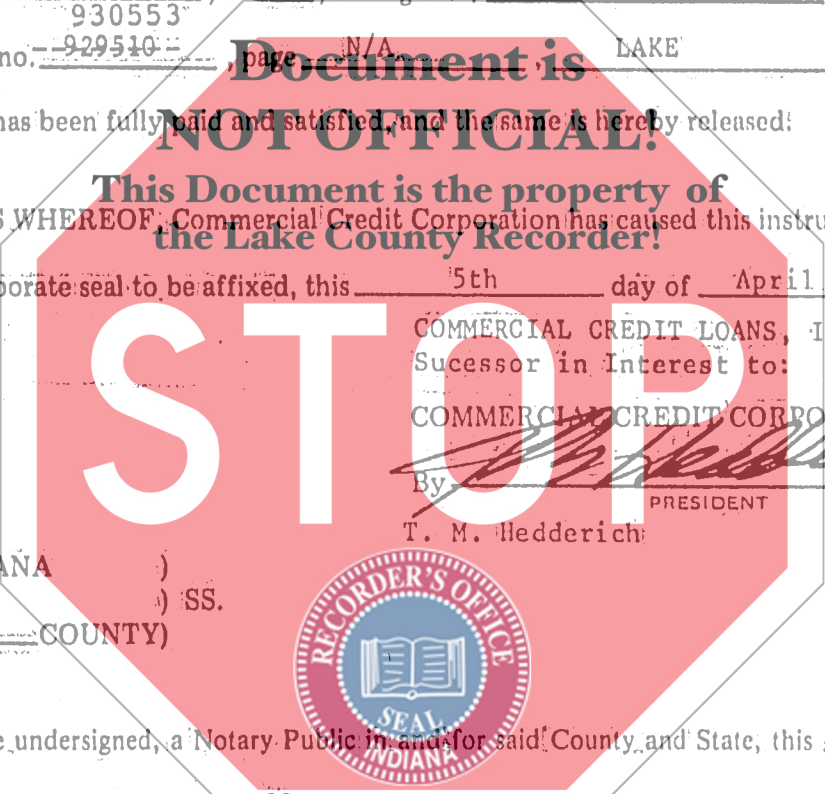 930553
no. 929510 , page N/A , LAKE
Document is
has been fully paid and satisfied, and the same is hereby released.
NOT OFFICIAL!
This Document is the property of
WHEREOF, Commercial Credit Corporation has caused this instru
the Lake County Recorder!
porate seal to be affixed, this 5th day of April
STOP
COMMERCIAL CREDIT LOANS, I
Sucessor in Interest to:
COMMERCIAL CREDIT CORPO
By
PRESIDENT
T. M. Hedderich
ANA )
) SS.
COUNTY)
RECORDER'S OFFICE
SEAL
INDIANA
e undersigned, a Notary Public in and for said County and State, this